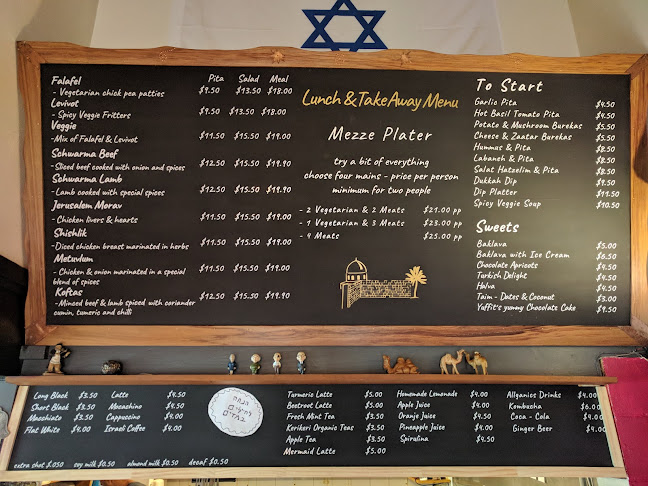 Pita Salad Meal
Falafel
- Vegetarian chick pea patties $9.50 $13.50 $18.00
Levivot
- Spicy Veggie Fritters $9.50 $13.50 $18.00
Veggie
-Mix of Falafel & Levivot $11.50 $15.50 $19.00
Schwarma Beef
-Sliced beef cooked with onion and spices $12.50 $15.50 $19.90
Schwarma Lamb
-Lamb cooked with special spices $12.50 $15.50 $19.90
Jerusalem Morav
- Chicken livers & hearts $11.50 $15.50 $19.00
Shishlik
-Diced chicken breast marinated in herbs $11.50 $15.50 $19.00
Metuvlum
- Chicken & onion marinated in a special $11.50 $15.50 $19.00
blend of spices
Koftas
- Minced beef & lamb spiced with coriander $12.50 $15.50 $19.90
cumin, tumeric and chilli
Lunch & Take Away Menu
Mezze Plater
try a bit of everything
choose four mains - price per person
minimum for two people
- 2 Vegetarian & 2 Meats $21.00 pp
- 1 Vegetarian & 3 Meats $23.00 pp
- 4 Meats $25.00 pp
To Start
Garlic Pita $4.50
Hot Basil Tomato Pita $4.50
Potato & Mushroom Burekas $5.50
Cheese & Zaatar Burekas $5.50
Hummus & Pita $8.50
Labaneh & Pita $8.50
Salat Hatzelim & Pita $8.50
Dukkah Dip $9.50
Dip Platter $11.50
Spicy Veggie Soup $10.50
Sweets
Baklava $5.00
Baklava with Ice Cream $6.50
Chocolate Apricots $4.50
Turkish Delight $4.50
Halva $4.50
Taim - Dates & Coconut $3.00
Yuffit's yummy Chocolate Cake $9.50
Long Black $3.50
Short Black $3.50
Macchiato $3.50
Flat White $4.00
Latte $4.50
Mocachino $4.50
Cappuccino $4.00
Israeli Coffee $4.00
extra shot $.050 soy milk $0.50 almond milk $0.50 decaf $0.50
Turmeric Latte $5.00
Beetroot Latte $5.00
Fresh Mint Tea $3.50
Kerikeri Organic Teas $3.50
Apple Tea $3.50
Mermaid Latte $5.00
Homemade Lemonade $4.00
Apple Juice $4.00
Oranje Juice $4.50
Pineapple Juice $4.00
Spirulina $4.50
Allganiss Drinks $4.00
Kombusha $6.0
Coca - Cola $4.0
Ginger Beer $4.0